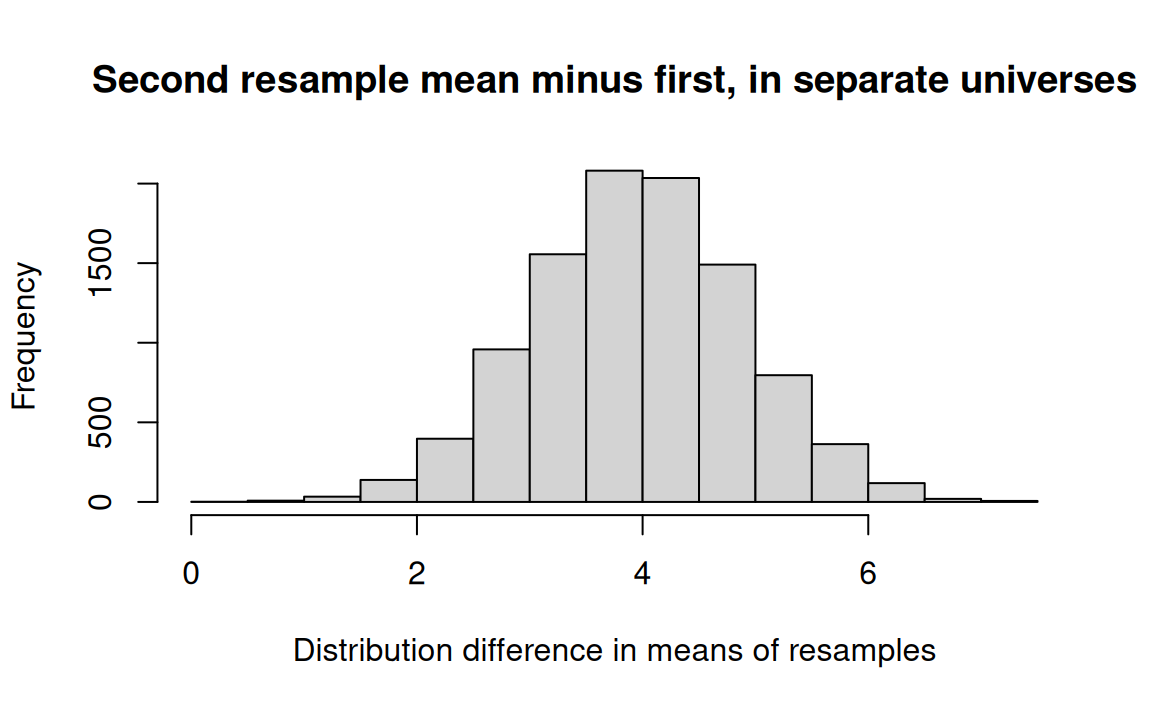 Second resample mean minus first, in separate universes
Frequency
1500
500
0
0 2 4 6
Distribution difference in means of resamples